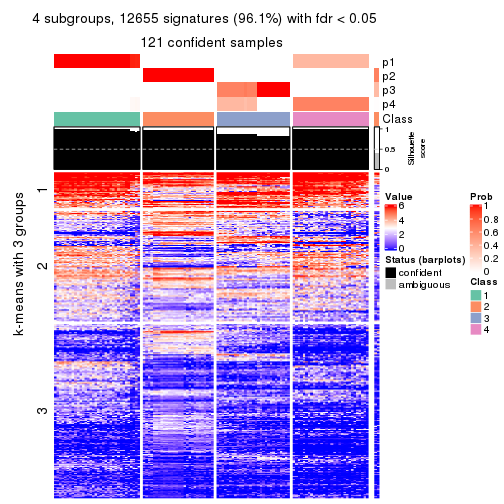 4 subgroups, 12655 signatures (96.1%) with fdr < 0.05
121 confident samples
p1
p2
p3
p4
Class
1
0.5
0
Silhouette
score
k-means with 3 groups
1
2
3
Value
6
4
2
0
Status (barplots)
confident
ambiguous
Prob
1
0.8
0.6
0.4
0.2
0
Class
1
2
3
4